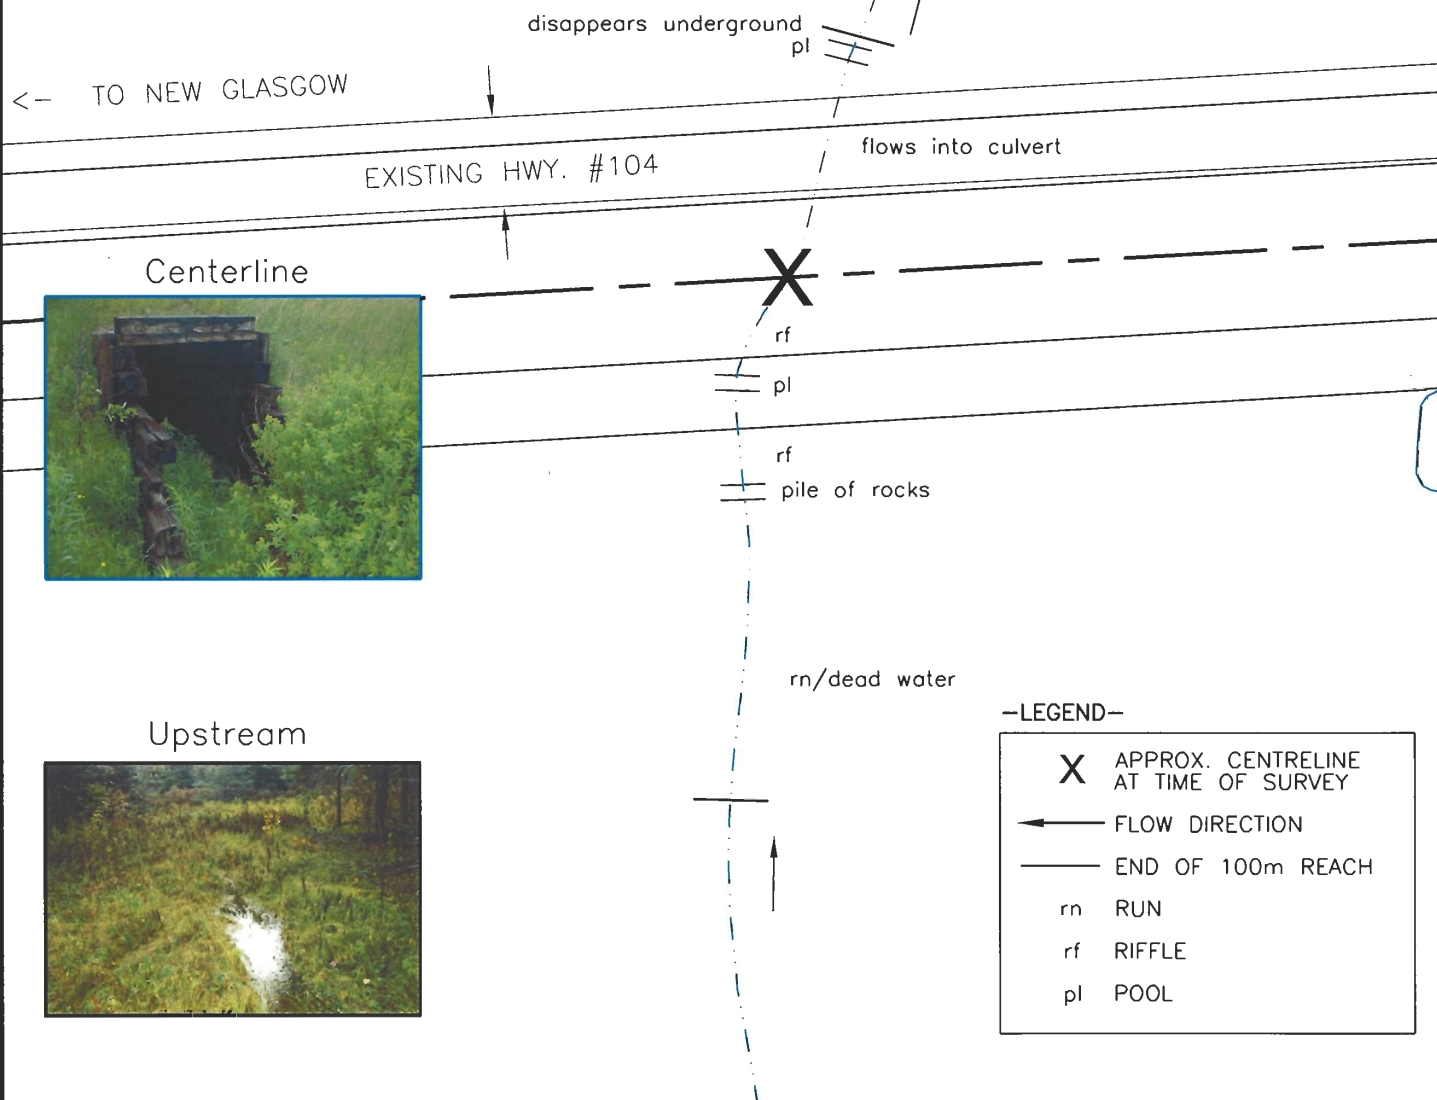 disappears underground
pl
<- TO NEW GLASGOW
flows into culvert
EXISTING HWY. #104
Centerline
X
rf
pl
rf
pile of rocks
rn/dead water
Upstream
-LEGEND-
X APPROX. CENTRELINE
AT TIME OF SURVEY
FLOW DIRECTION
END OF 100m REACH
rn RUN
rf RIFFLE
pl POOL